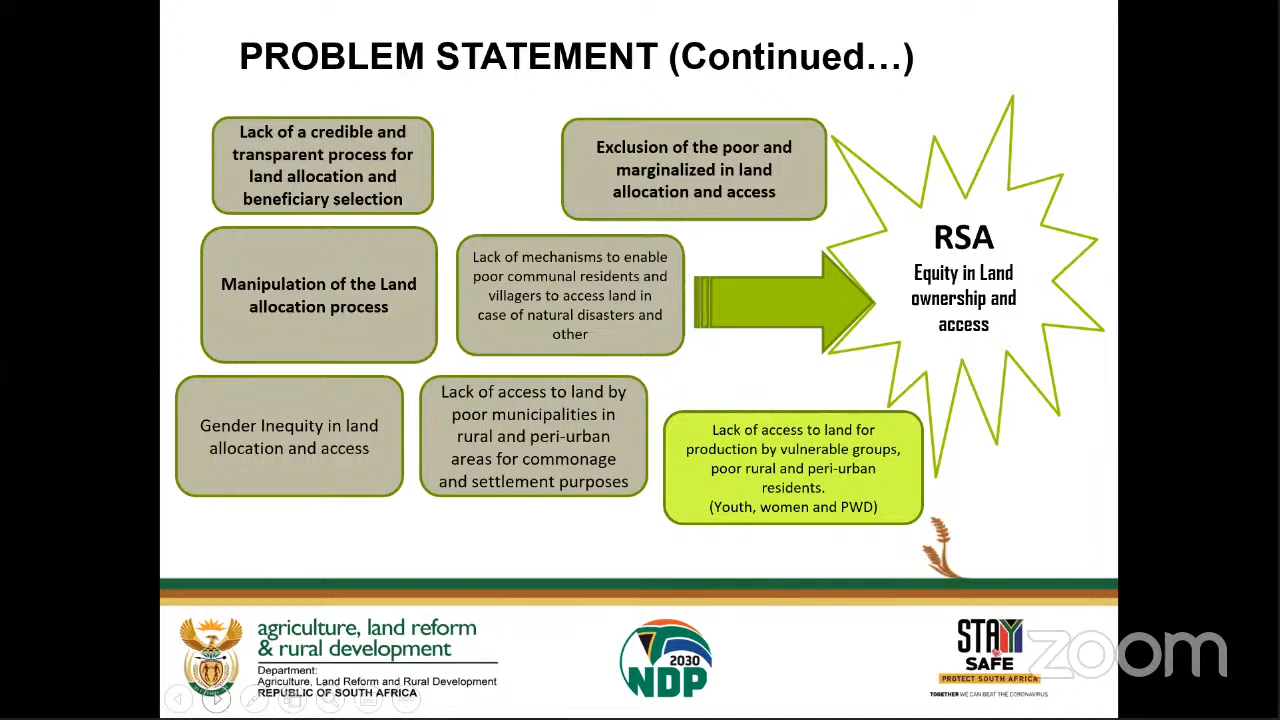 PROBLEM STATEMENT (Continued…)
Lack of a credible and
transparent process for
land allocation and
beneficiary selection
Exclusion of the poor and
marginalized in land
allocation and access
Manipulation of the Land
allocation process
Lack of mechanisms to enable
poor communal residents and
villagers to access land in
case of natural disasters and
other
RSA
Equity in Land
ownership and
access
Gender Inequity in land
allocation and access
Lack of access to land by
poor municipalities in
rural and peri-urban
areas for commonage
and settlement purposes
Lack of access to land for
production by vulnerable groups,
poor rural and peri-urban
residents.
(Youth, women and PWD)
agriculture, land reform
& rural development
Department:
Agriculture, Land Reform and Rural Development
REPUBLIC OF SOUTH AFRICA
2030
NDP
STAY
SAFE
PROTECT SOUTH AFRICA
TOGETHER WE CAN BEAT THE CORONAVIRUS
zoom